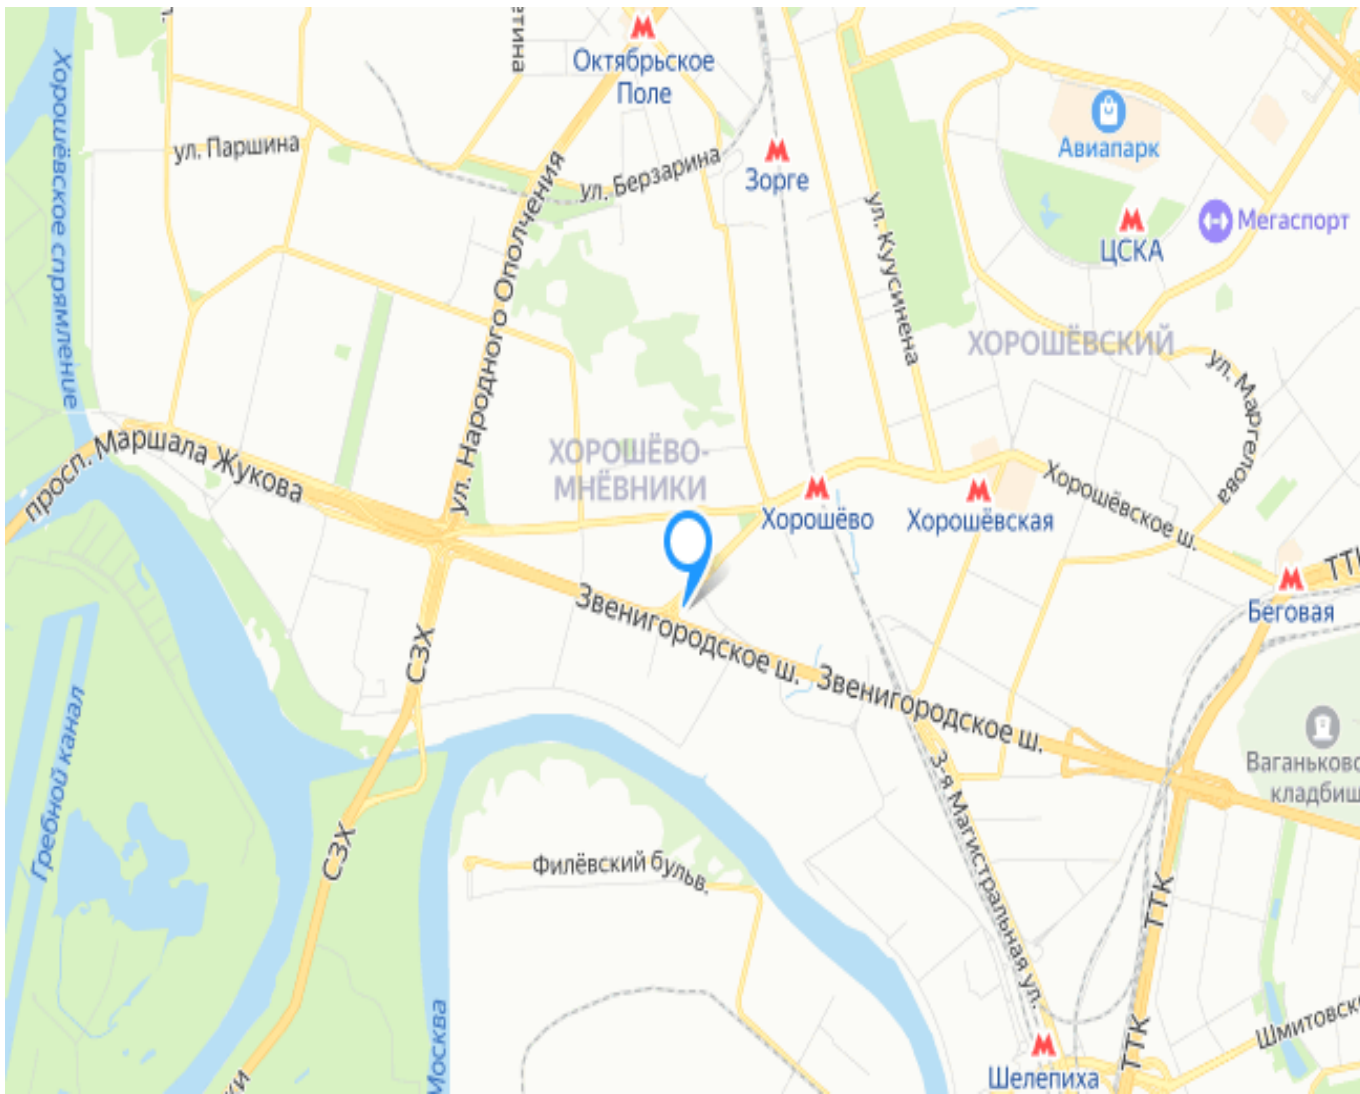 Хорошёвское спрямление
Октябрьское
Поле
ул. Паршина
ул. Берзарина
Зорге
Авиапарк
ЦСКА
Мегаспорт
ул. Куусинена
ул. Народного Ополчения
ХОРОШЁВСКИЙ
ул. Маргелова
просп. Маршала Жукова
ХОРОШЁВО-
МНЁВНИКИ
Хорошёво
Хорошёвская
Хорошёвское ш.
Беговая
Звенигородское ш.
Звенигородское ш.
СЗХ
Гребной канал
3-я Магистральная ул.
Ваганьковс
кладбищ
СЗХ
Филёвский бульв.
ТТК
ТТК
Москва
Шмитовск
Шелепиха